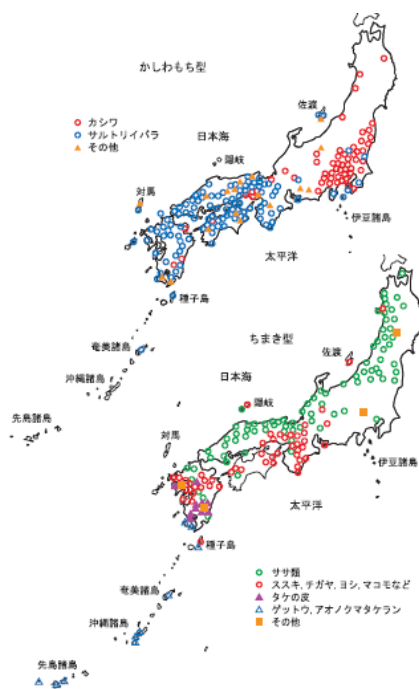 かしわもち型
カシワ
サルトリイバラ
その他
佐渡
日本海
隠岐
対馬
伊豆諸島
太平洋
種子島
奄美諸島
沖縄諸島
先島諸島
ちまき型
佐渡
日本海
隠岐
対馬
伊豆諸島
太平洋
種子島
奄美諸島
沖縄諸島
先島諸島
ササ類
ススキ,チガヤ,ヨシ,マコモなど
タケの皮
ゲットウ,アオノクマタケラン
その他